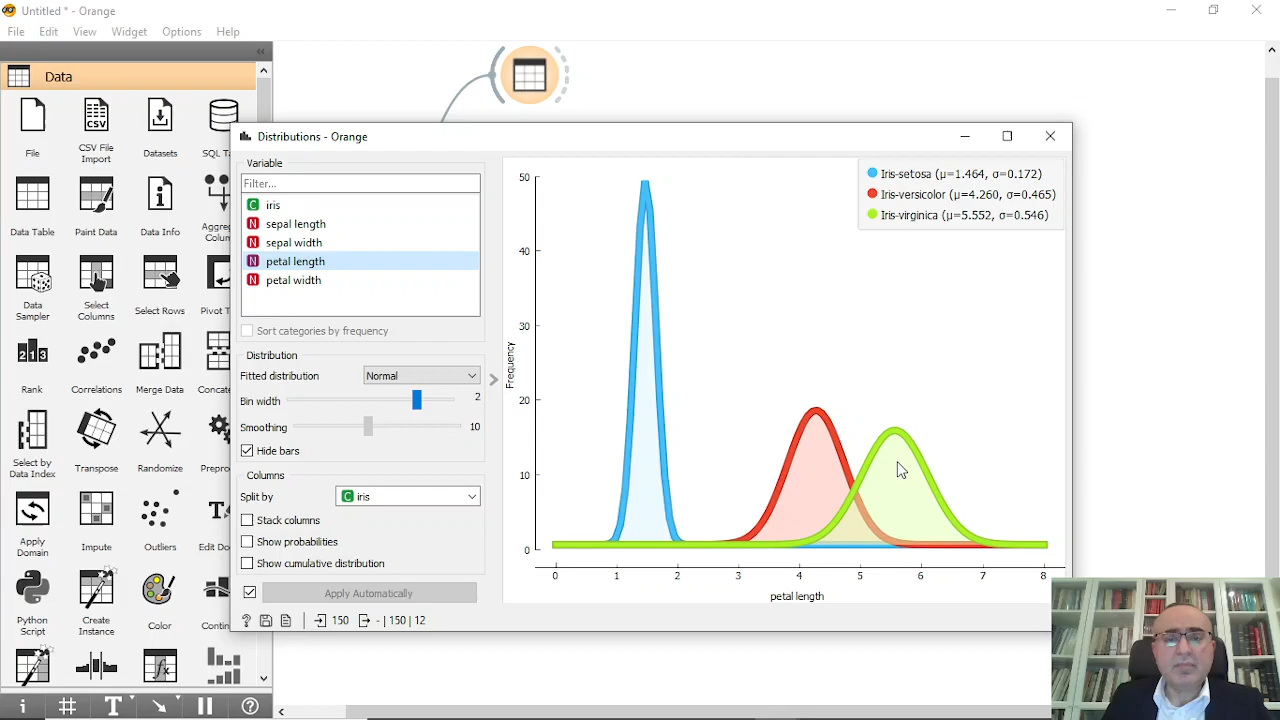 Untitled * - Orange
File Edit View Widget Options Help
Data
File
CSV File Import
Datasets
SQL Ta
Data Table
Paint Data
Data Info
Aggreg Colum
Data Sampler
Select Columns
Select Rows
Pivot T
Rank
Correlations
Merge Data
Concate
Select by Data Index
Transpose
Randomize
Preproc
Apply Domain
Impute
Outliers
Edit Do
Python Script
Create Instance
Color
Contin
Distributions - Orange
Variable
Filter...
C iris
N sepal length
N sepal width
N petal length
N petal width
Sort categories by frequency
Distribution
Fitted distribution Normal
Bin width 2
Smoothing 10
Hide bars
Columns
Split by C iris
Stack columns
Show probabilities
Show cumulative distribution
Apply Automatically
? 150 - | 150 | 12
Iris-setosa (μ=1.464, σ=0.172)
Iris-versicolor (μ=4.260, σ=0.465)
Iris-virginica (μ=5.552, σ=0.546)
50
40
30
20
10
0
Frequency
0 1 2 3 4 5 6 7 8
petal length